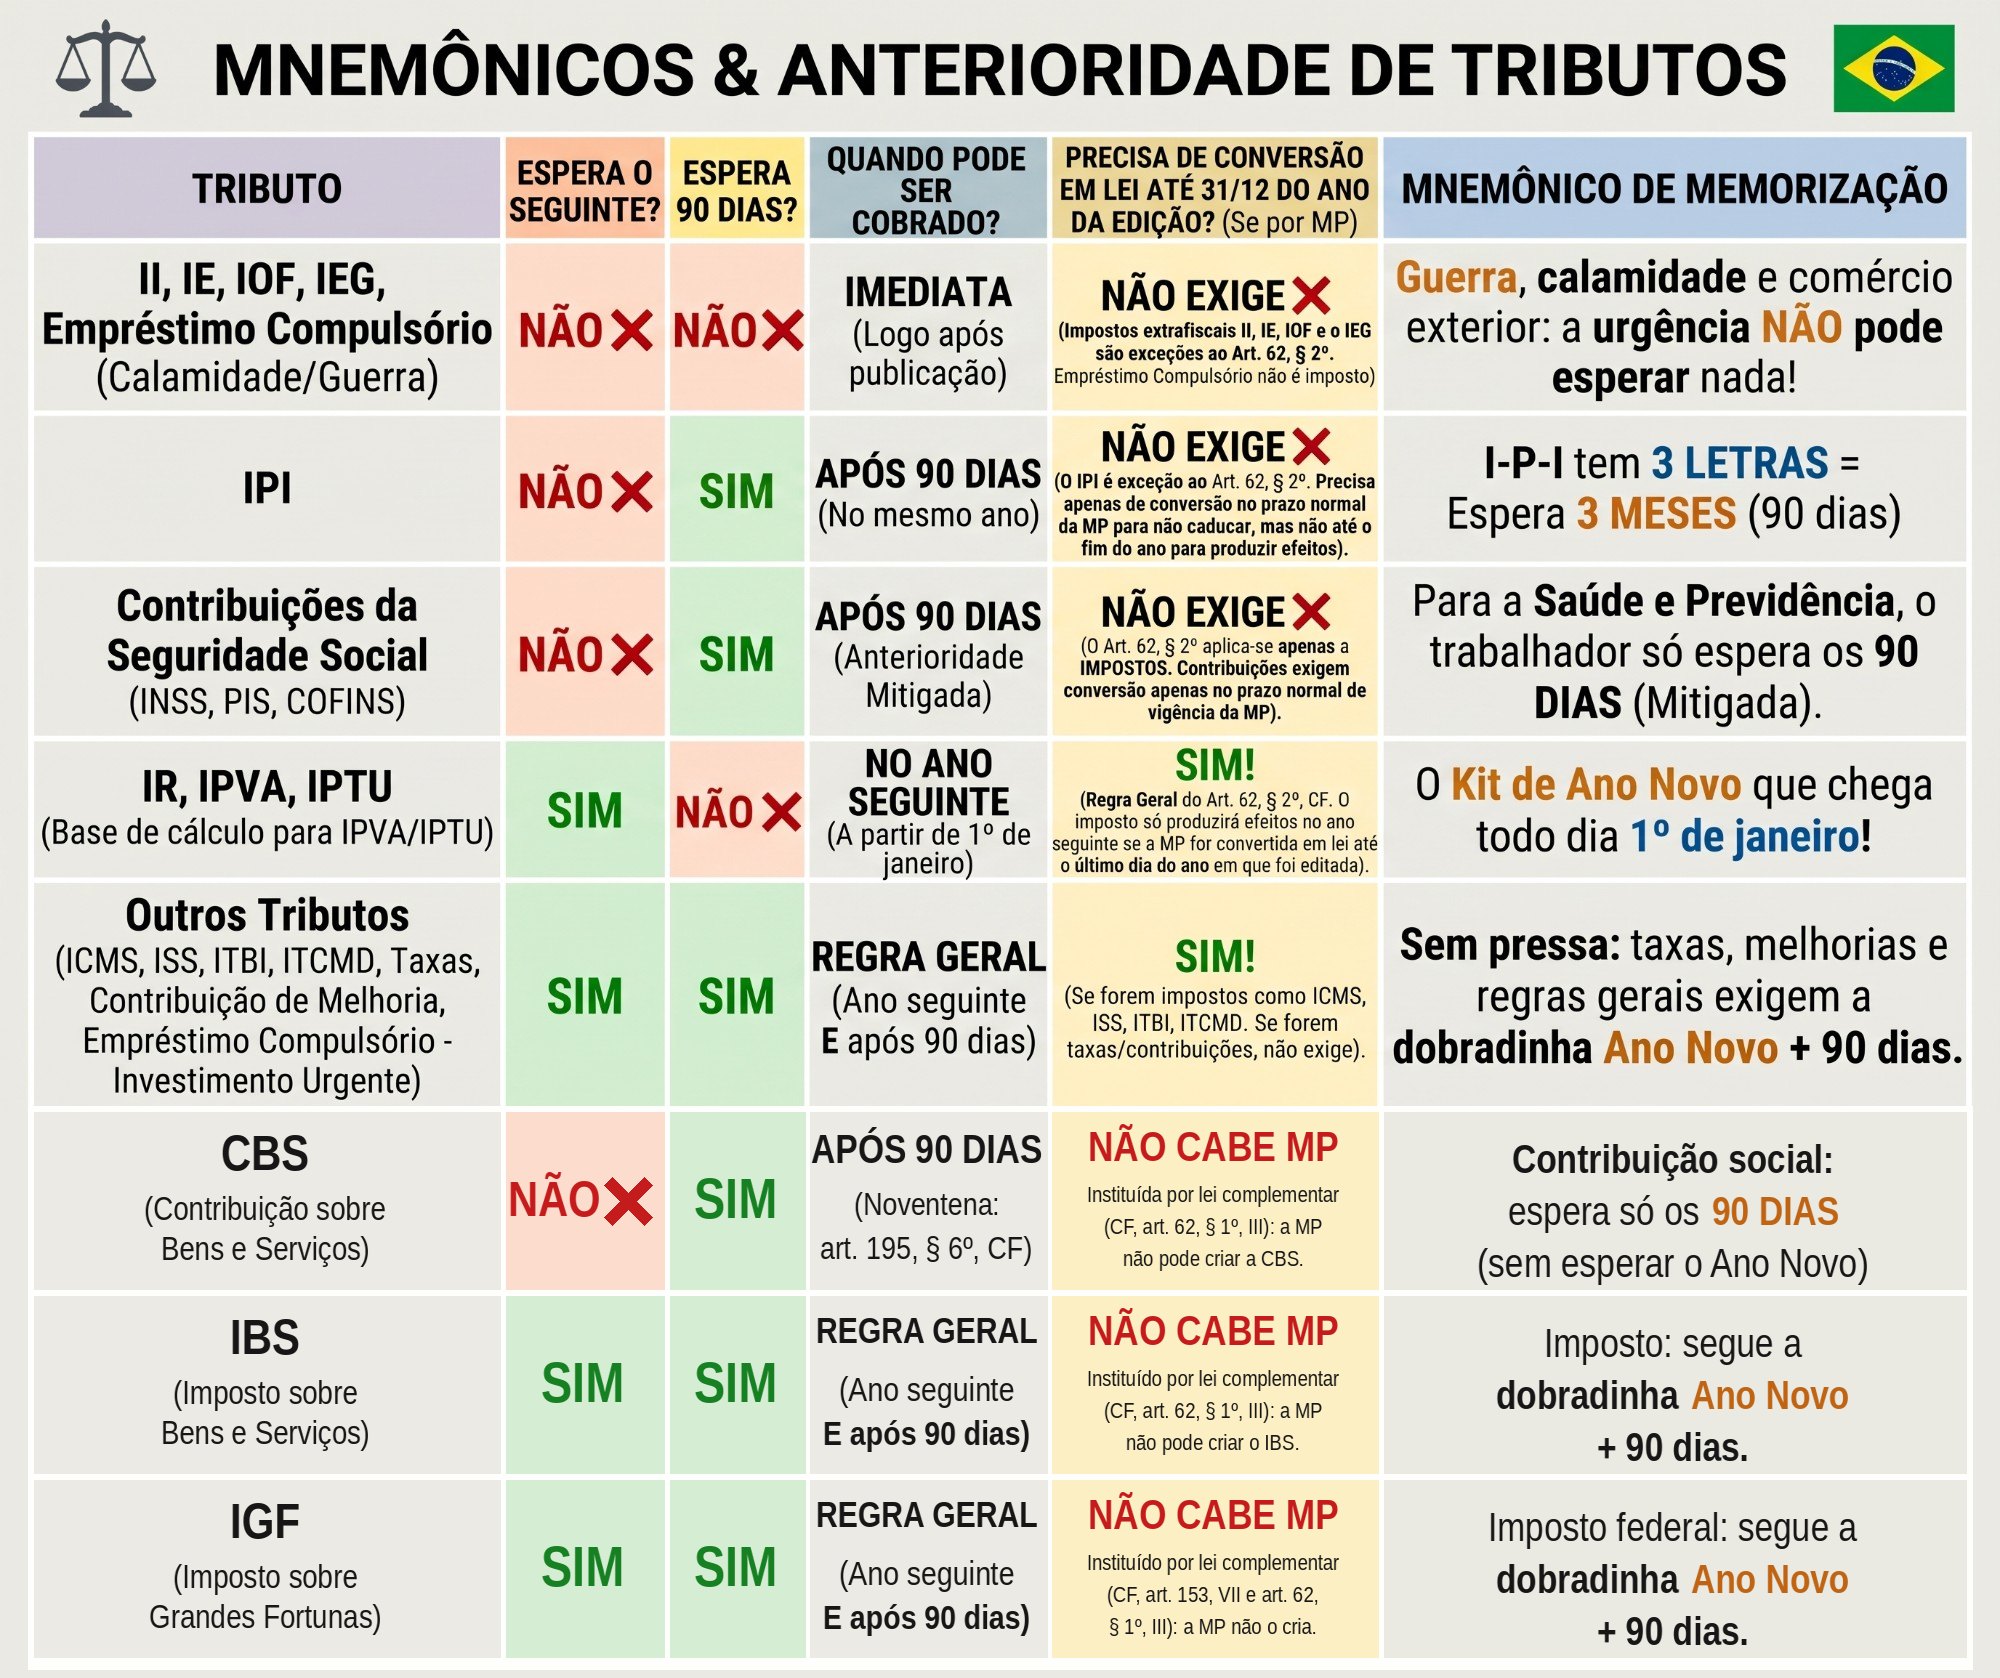 MNEMÔNICOS & ANTERIORIDADE DE TRIBUTOS
TRIBUTO
ESPERA O
SEGUINTE?
ESPERA
90 DIAS?
QUANDO PODE
SER
COBRADO?
PRECISA DE CONVERSÃO
EM LEI ATÉ 31/12 DO ANO
DA EDIÇÃO? (Se por MP)
MNEMÔNICO DE MEMORIZAÇÃO
II, IE, IOF, IEG,
Empréstimo Compulsório
(Calamidade/Guerra)
NÃO❌
NÃO❌
IMEDIATA
(Logo após
publicação)
NÃO EXIGE❌
(Impostos extrafiscais II, IE, IOF e o IEG
são exceções ao Art. 62, § 2º.
Empréstimo Compulsório não é imposto)
Guerra, calamidade e comércio
exterior: a urgência NÃO pode
esperar nada!
IPI
NÃO❌
SIM
APÓS 90 DIAS
(No mesmo ano)
NÃO EXIGE❌
(O IPI é exceção ao Art. 62, § 2º. Precisa
apenas de conversão no prazo normal
da MP para não caducar, mas não até o
fim do ano para produzir efeitos).
I-P-I tem 3 LETRAS =
Espera 3 MESES (90 dias)
Contribuições da
Seguridade Social
(INSS, PIS, COFINS)
NÃO❌
SIM
APÓS 90 DIAS
(Anterioridade
Mitigada)
NÃO EXIGE❌
(O Art. 62, § 2º aplica-se apenas a
IMPOSTOS. Contribuições exigem
conversão apenas no prazo normal de
vigência da MP).
Para a Saúde e Previdência, o
trabalhador só espera os 90
DIAS (Mitigada).
IR, IPVA, IPTU
(Base de cálculo para IPVA/IPTU)
SIM
NÃO❌
NO ANO
SEGUINTE
(A partir de 1º de
janeiro)
SIM!
(Regra Geral do Art. 62, § 2º, CF. O
imposto só produzirá efeitos no ano
seguinte se a MP for convertida em lei até
o último dia do ano em que foi editada).
O Kit de Ano Novo que chega
todo dia 1º de janeiro!
Outros Tributos
(ICMS, ISS, ITBI, ITCMD, Taxas,
Contribuição de Melhoria,
Empréstimo Compulsório -
Investimento Urgente)
SIM
SIM
REGRA GERAL
(Ano seguinte
E após 90 dias)
SIM!
(Se forem impostos como ICMS,
ISS, ITBI, ITCMD. Se forem
taxas/contribuições, não exige).
Sem pressa: taxas, melhorias e
regras gerais exigem a
dobradinha Ano Novo + 90 dias.
CBS
(Contribuição sobre
Bens e Serviços)
NÃO❌
SIM
APÓS 90 DIAS
(Noventena:
art. 195, § 6º, CF)
NÃO CABE MP
Instituída por lei complementar
(CF, art. 62, § 1º, III): a MP
não pode criar a CBS.
Contribuição social:
espera só os 90 DIAS
(sem esperar o Ano Novo)
IBS
(Imposto sobre
Bens e Serviços)
SIM
SIM
REGRA GERAL
(Ano seguinte
E após 90 dias)
NÃO CABE MP
Instituído por lei complementar
(CF, art. 62, § 1º, III): a MP
não pode criar o IBS.
Imposto: segue a
dobradinha Ano Novo
+ 90 dias.
IGF
(Imposto sobre
Grandes Fortunas)
SIM
SIM
REGRA GERAL
(Ano seguinte
E após 90 dias)
NÃO CABE MP
Instituído por lei complementar
(CF, art. 153, VII e art. 62,
§ 1º, III): a MP não o cria.
Imposto federal: segue a
dobradinha Ano Novo
+ 90 dias.